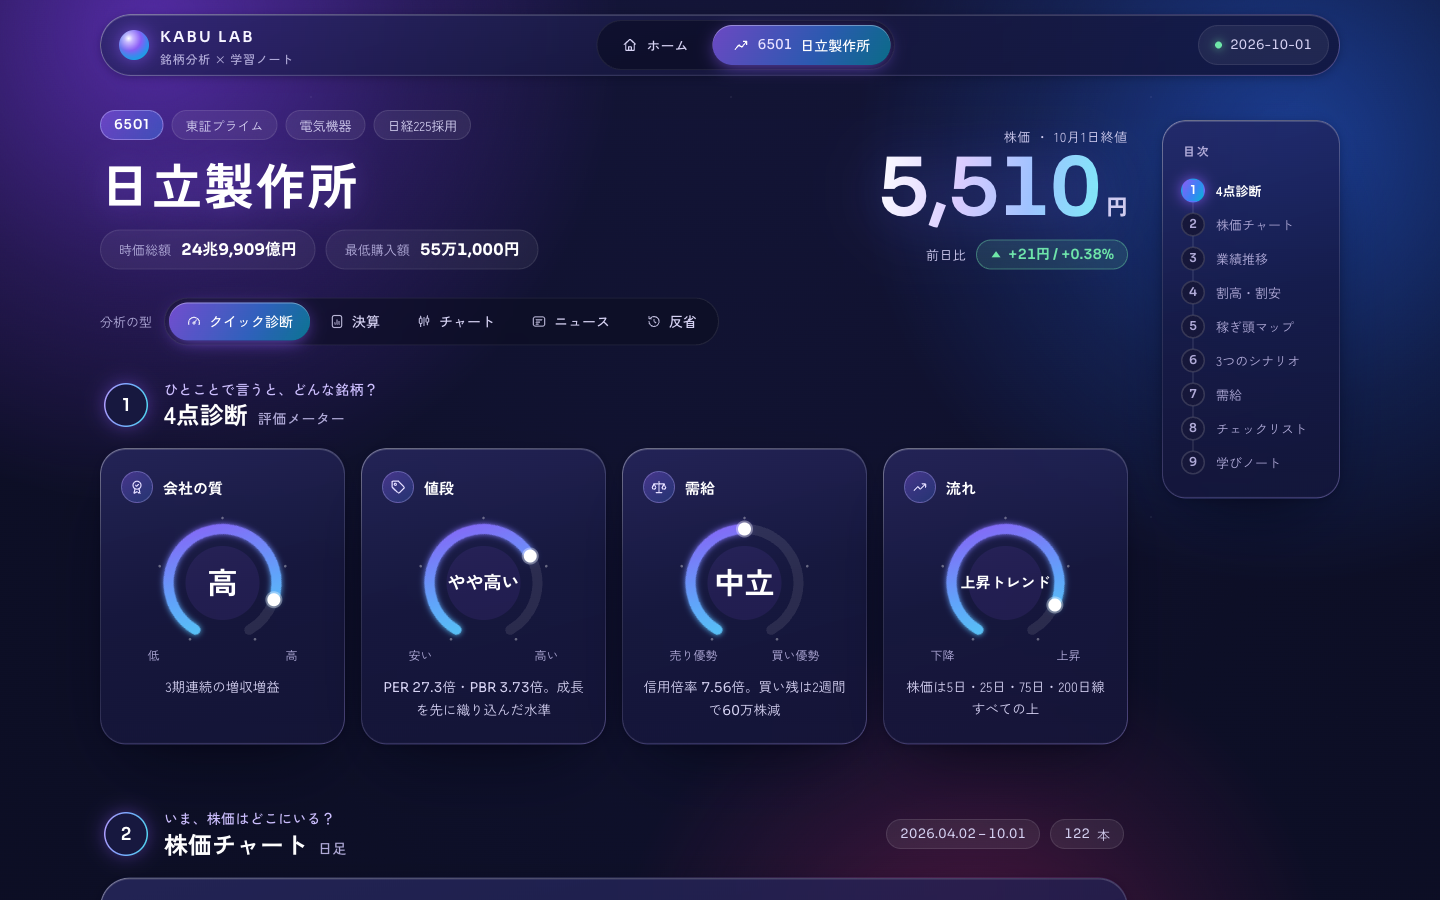 KABU LAB
銘柄分析 × 学習ノート
ホーム
6501 日立製作所
2026-10-01
6501
東証プライム
電気機器
日経225採用
日立製作所
時価総額 24兆9,909億円
最低購入額 55万1,000円
株価 ・ 10月1日終値
5,510円
前日比 ▲ +21円 / +0.38%
目次
1 4点診断
2 株価チャート
3 業績推移
4 割高・割安
5 稼ぎ頭マップ
6 3つのシナリオ
7 需給
8 チェックリスト
9 学びノート
分析の型
クイック診断
決算
チャート
ニュース
反省
1
ひとことで言うと、どんな銘柄？
4点診断 評価メーター
会社の質
高
低 高
3期連続の増収増益
値段
やや高い
安い 高い
PER 27.3倍・PBR 3.73倍。成長
を先に織り込んだ水準
需給
中立
売り優勢 買い優勢
信用倍率 7.56倍。買い残は2週間
で60万株減
流れ
上昇トレンド
下降 上昇
株価は5日・25日・75日・200日線
すべての上
2
いま、株価はどこにいる？
株価チャート 日足
2026.04.02 – 10.01
122 本